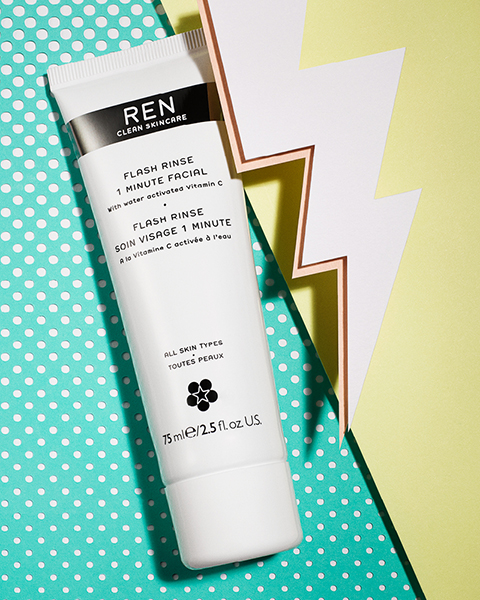 REN
CLEAN SKINCARE
FLASH RINSE
1 MINUTE FACIAL
With water activated Vitamin C
•
FLASH RINSE
SOIN VISAGE 1 MINUTE
A la Vitamine C activée à l'eau
ALL SKIN TYPES
•
TOUTES PEAUX
75 ml e/2.5 fl. oz U.S.